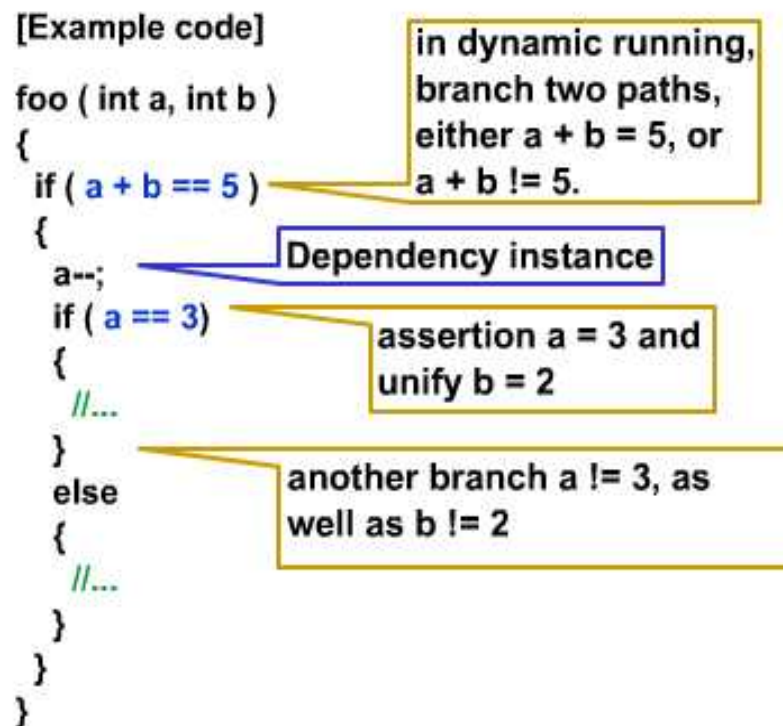 [Example code]
in dynamic running,
branch two paths,
either a + b = 5, or
a + b != 5.
foo ( int a, int b )
{
if ( a + b == 5 )
{
Dependency instance
a--;
if ( a == 3)
assertion a = 3 and
unify b = 2
{
//...
}
another branch a != 3, as
well as b != 2
else
{
//...
}
}
}